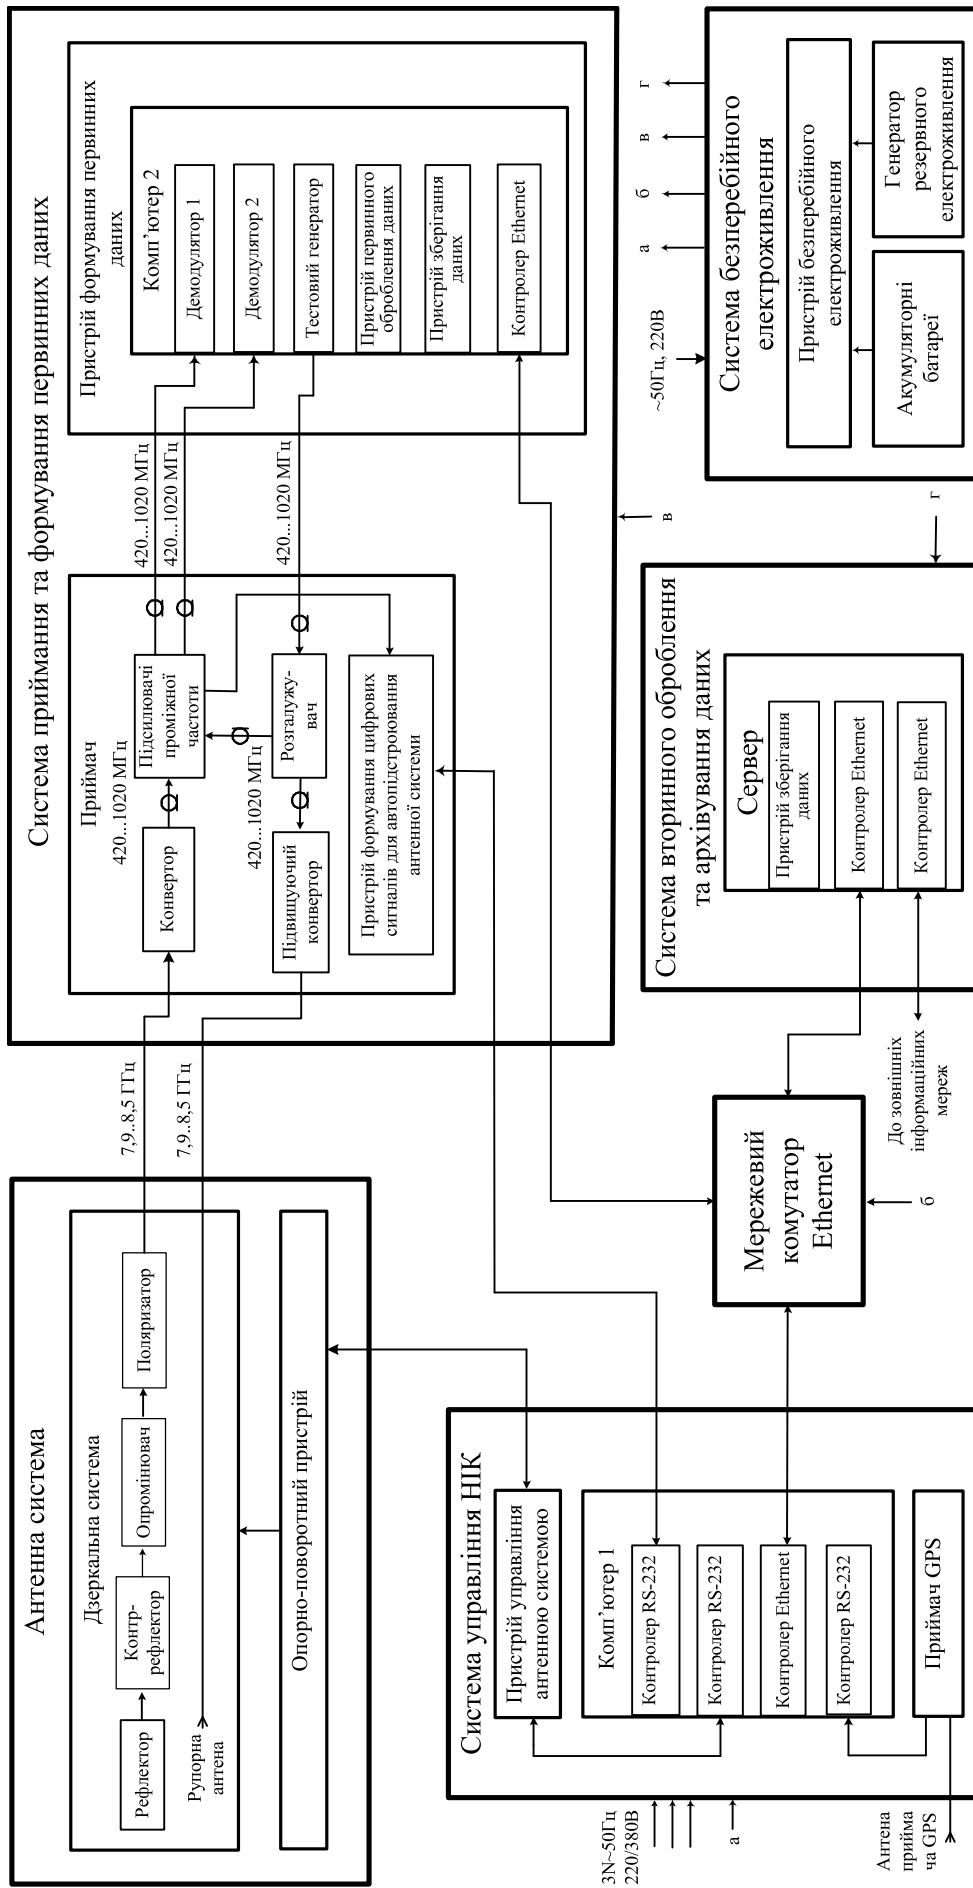 Антенна система
Дзеркальна система
Рефлектор
Контр-
рефлектор
Опромінювач
Поляризатор
Рупорна
антена
Опорно-поворотний пристрій
7,9..8,5 ГГц
7,9..8,5 ГГц
Система приймання та формування первинних даних
Приймач
420...1020 МГц
Конвертор
Підсилювачі
проміжної
частоти
420...1020 МГц
Підвищуючий
конвертор
Розгалужу-
вач
Пристрій формування цифрових
сигналів для автопідстроювання
антенної системи
420...1020 МГц
420...1020 МГц
420...1020 МГц
Пристрій формування первинних
даних
Комп’ютер 2
Демодулятор 1
Демодулятор 2
Тестовий генератор
Пристрій первинного
оброблення даних
Пристрій зберігання
даних
Контролер Ethernet
в
Система управління НІК
Пристрій управління
антенною системою
Комп’ютер 1
Контролер RS-232
Контролер RS-232
Контролер Ethernet
Контролер RS-232
Приймач GPS
3N~50Гц
220/380В
а
Антена
прийма
ча GPS
Мережевий
комутатор
Ethernet
б
До зовнішніх
інформаційних
мереж
Система вторинного оброблення
та архівування даних
Сервер
Пристрій зберігання
даних
Контролер Ethernet
Контролер Ethernet
г
~50Гц, 220В
а
б
в
г
Система безперебійного
електроживлення
Пристрій безперебійного
електроживлення
Акумуляторні
батареї
Генератор
резервного
електроживлення